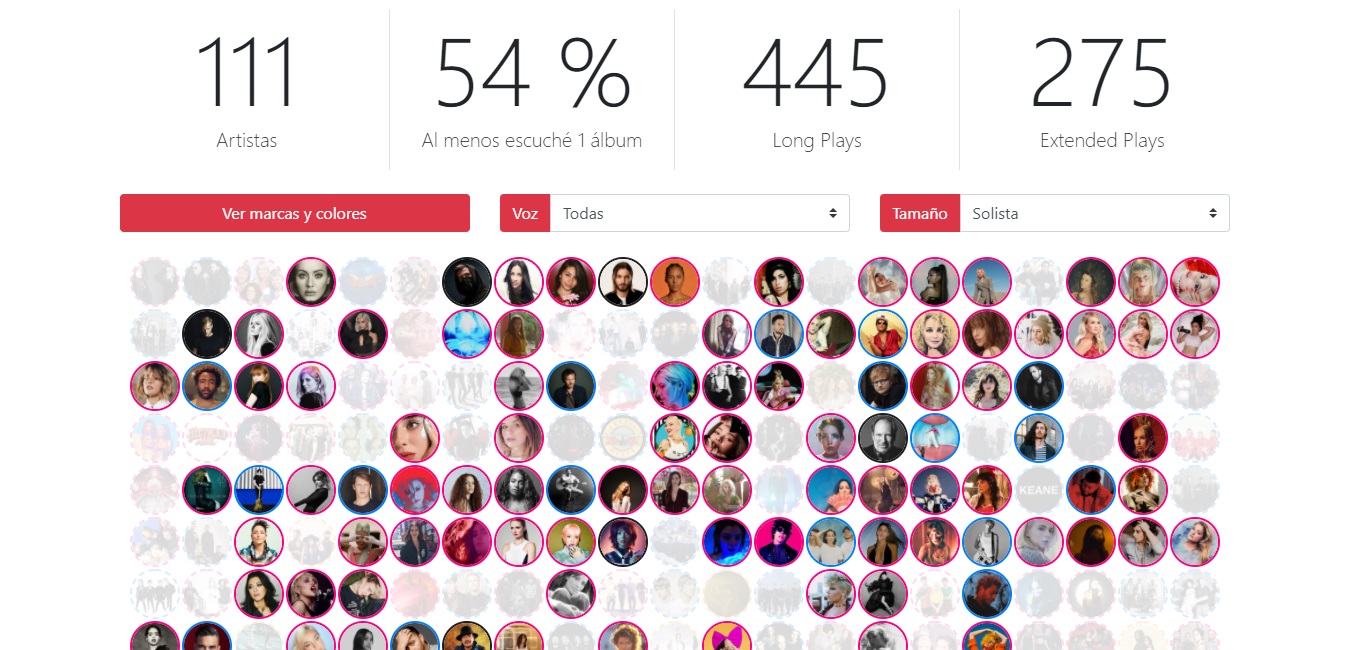 111
Artistas
54 %
Al menos escuché 1 álbum
445
Long Plays
275
Extended Plays
Ver marcas y colores
Voz
Todas
Tamaño
Solista
KEANE